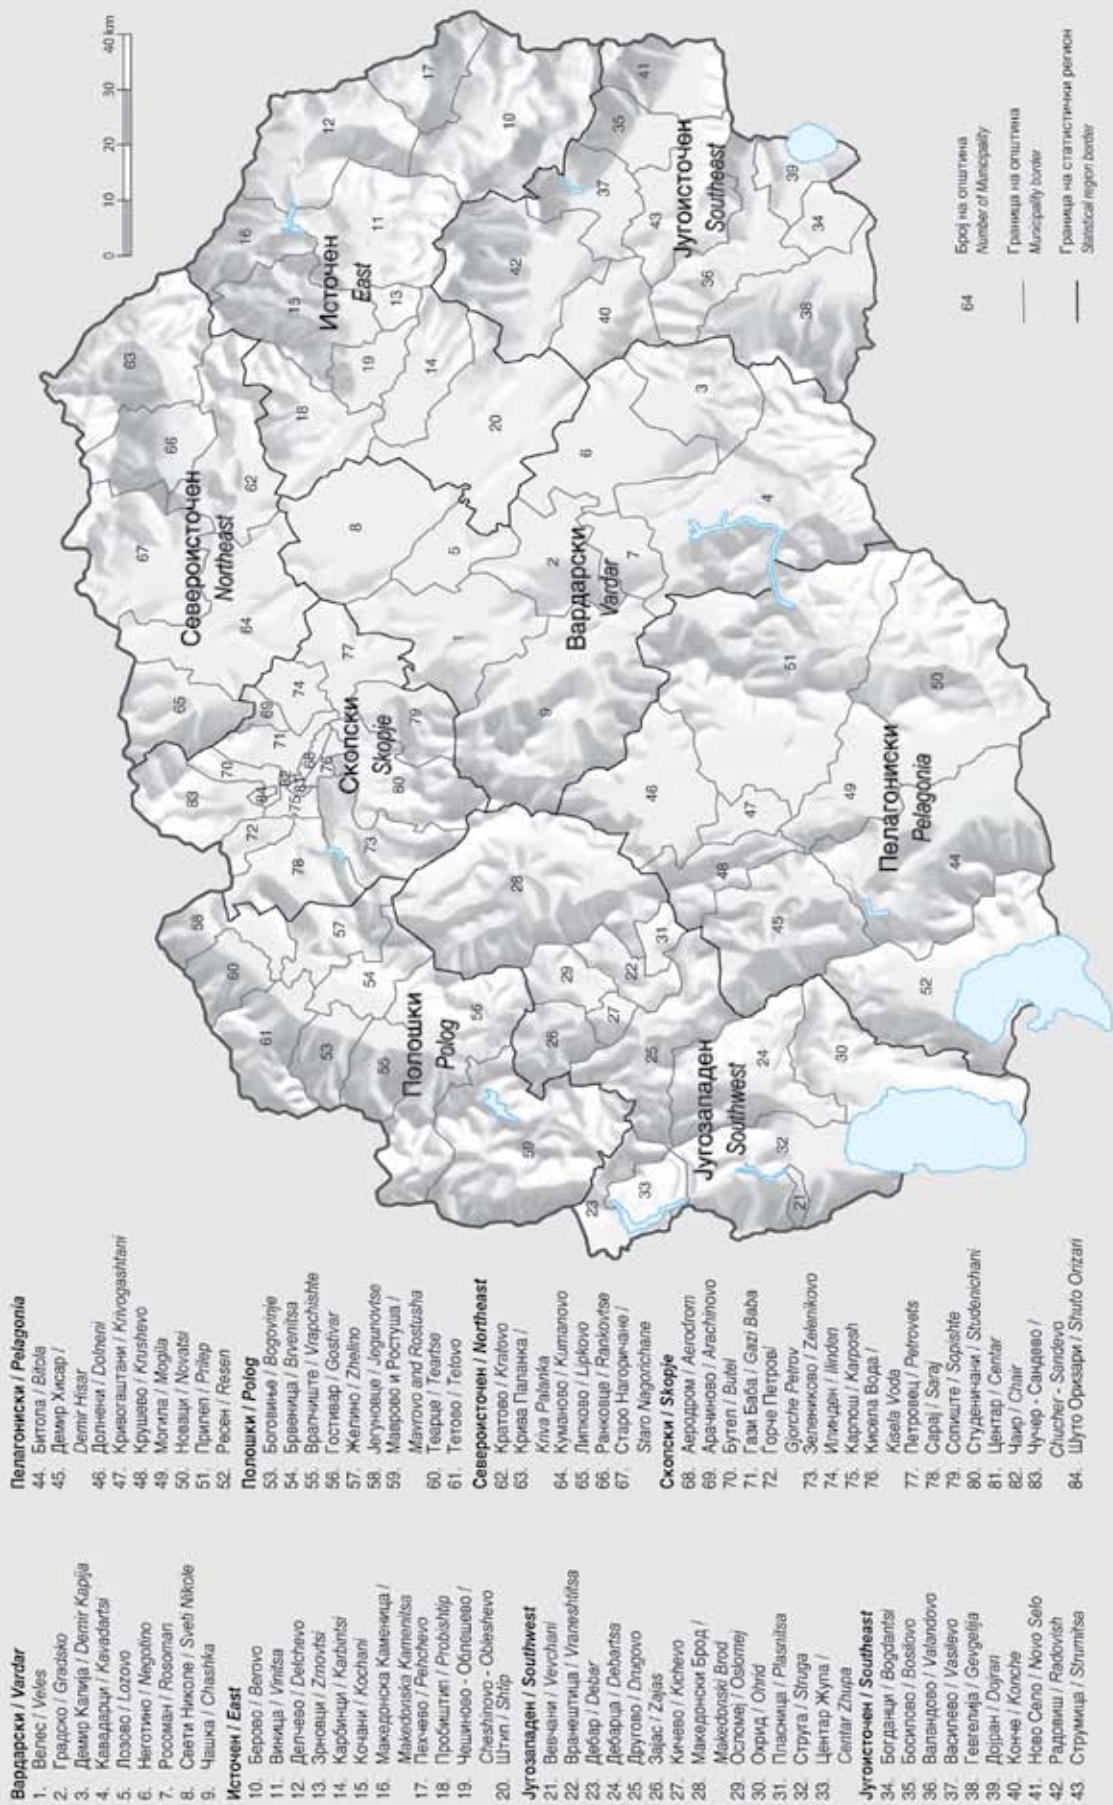 Вардарски / Vardar
1. Велес / Veles
2. Градско / Gradsko
3. Демир Капија / Demir Kapija
4. Кавадарци / Kavadartsi
5. Лозово / Lozovo
6. Неготино / Negotino
7. Росоман / Rosoman
8. Свети Николе / Sveti Nikole
9. Чашка / Chashka
Источен / East
10. Берово / Berovo
11. Виница / Vinitsa
12. Делчево / Delchevo
13. Зрновци / Zrnovtsi
14. Карбинци / Karbintsi
15. Кочани / Kochani
16. Македонска Каменица /
Makedonska Kamenitsa
17. Пехчево / Pehchevo
18. Пробиштип / Probishtip
19. Чешиново - Облешево /
Cheshinovo - Obleshevo
20. Штип / Shtip
Југозападен / Southwest
21. Вевчани / Vevchani
22. Вранештица / Vraneshtitsa
23. Дебар / Debar
24. Дебарца / Debartsa
25. Другово / Drugovo
26. Зајас / Zajas
27. Кичево / Kichevo
28. Македонски Брод /
Makedonski Brod
29. Осломеј / Oslomej
30. Охрид / Ohrid
31. Пласница / Plasnitsa
32. Струга / Struga
33. Центар Жупа /
Centar Zhupa
Југоисточен / Southeast
34. Богданци / Bogdantsi
35. Босилово / Bosilovo
36. Валандово / Valandovo
37. Василево / Vasilevo
38. Гевгелија / Gevgelija
39. Дојран / Dojran
40. Конче / Konche
41. Ново Село / Novo Selo
42. Радовиш / Radovish
43. Струмица / Strumitsa
Пелагониски / Pelagonia
44. Битола / Bitola
45. Демир Хисар /
Demir Hisar
46. Долнени / Dolneni
47. Кривогаштани / Krivogashtani
48. Крушево / Krushevo
49. Могила / Mogila
50. Новаци / Novatsi
51. Прилеп / Prilep
52. Ресен / Resen
Полошки / Polog
53. Боговиње / Bogovinje
54. Брвеница / Brvenitsa
55. Врапчиште / Vrapchishte
56. Гостивар / Gostivar
57. Желино / Zhelino
58. Јегуновце / Jegunovtse
59. Маврово и Ростуша /
Mavrovo and Rostusha
60. Теарце / Teartse
61. Тетово / Tetovo
Североисточен / Northeast
62. Кратово / Kratovo
63. Крива Паланка /
Kriva Palanka
64. Куманово / Kumanovo
65. Липково / Lipkovo
66. Ранковце / Rankovtse
67. Старо Нагоричане /
Staro Nagorichane
Скопски / Skopje
68. Аеродром / Aerodrom
69. Арачиново / Arachinovo
70. Бутел / Butel
71. Гази Баба / Gazi Baba
72. Ѓорче Петров/
Gjorche Petrov
73. Зелениково / Zelenikovo
74. Илинден / Ilinden
75. Карпош / Karposh
76. Кисела Вода /
Kisela Voda
77. Петровец / Petrovets
78. Сарај / Saraj
79. Сопиште / Sopishte
80. Студеничани / Studenichani
81. Центар / Centar
82. Чаир / Chair
83. Чучер - Сандево /
Chucher - Sandevo
84. Шуто Оризари / Shuto Orizari
0 10 20 30 40 km
Североисточен
Northeast
Источен
East
Скопски
Skopje
Полошки
Polog
Вардарски
Vardar
Југоисточен
Southeast
Југозападен
Southwest
Пелагониски
Pelagonia
64 Број на општина
Number of Municipality
Граница на општина
Municipality border
Граница на статистички регион
Statistical region border